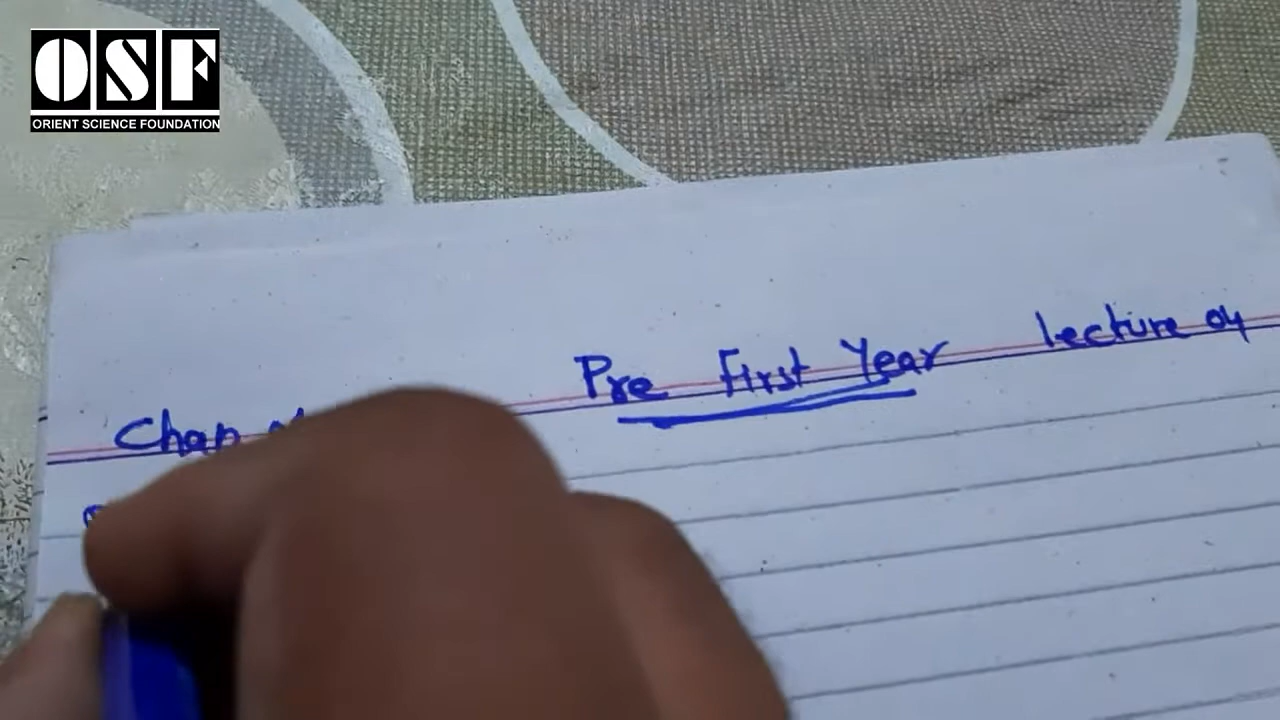 OSF
ORIENT SCIENCE FOUNDATION
Pre First Year lecture 04
Chap